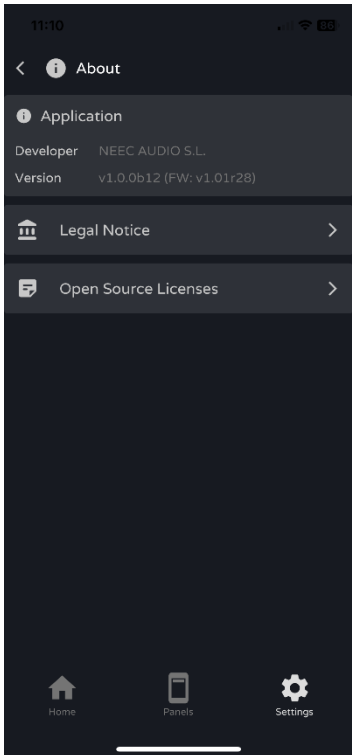 11:10
86
About
Application
Developer NEEC AUDIO S.L.
Version v1.0.0b12 (FW: v1.01r28)
Legal Notice
Open Source Licenses
Home Panels Settings